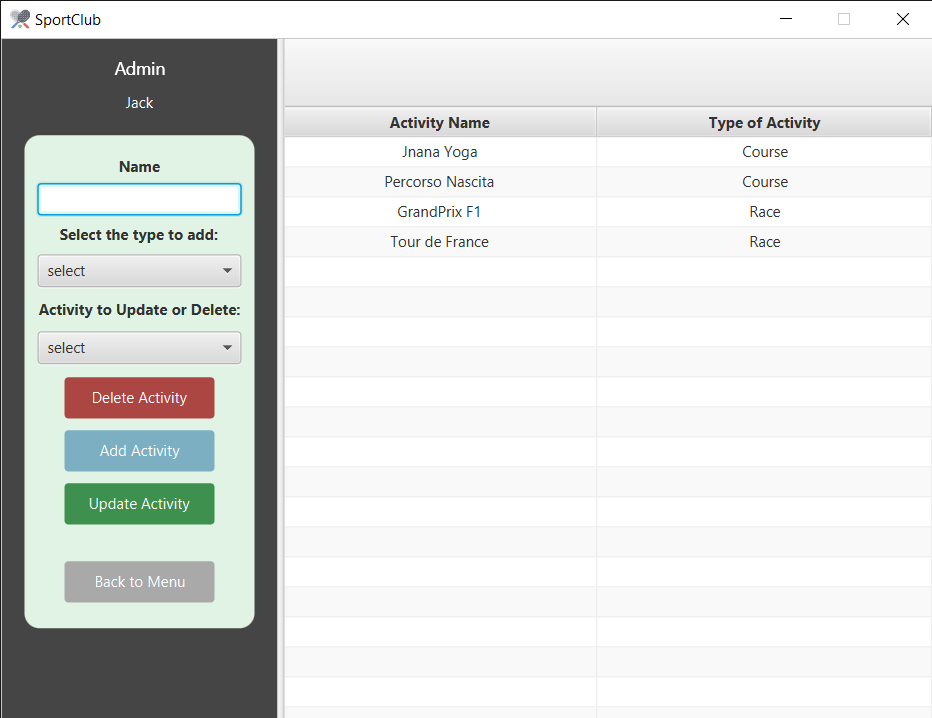 SportClub
Admin
Jack
Name
Select the type to add:
select
Activity to Update or Delete:
select
Delete Activity
Add Activity
Update Activity
Back to Menu
Activity Name Type of Activity
Jnana Yoga Course
Percorso Nascita Course
GrandPrix F1 Race
Tour de France Race